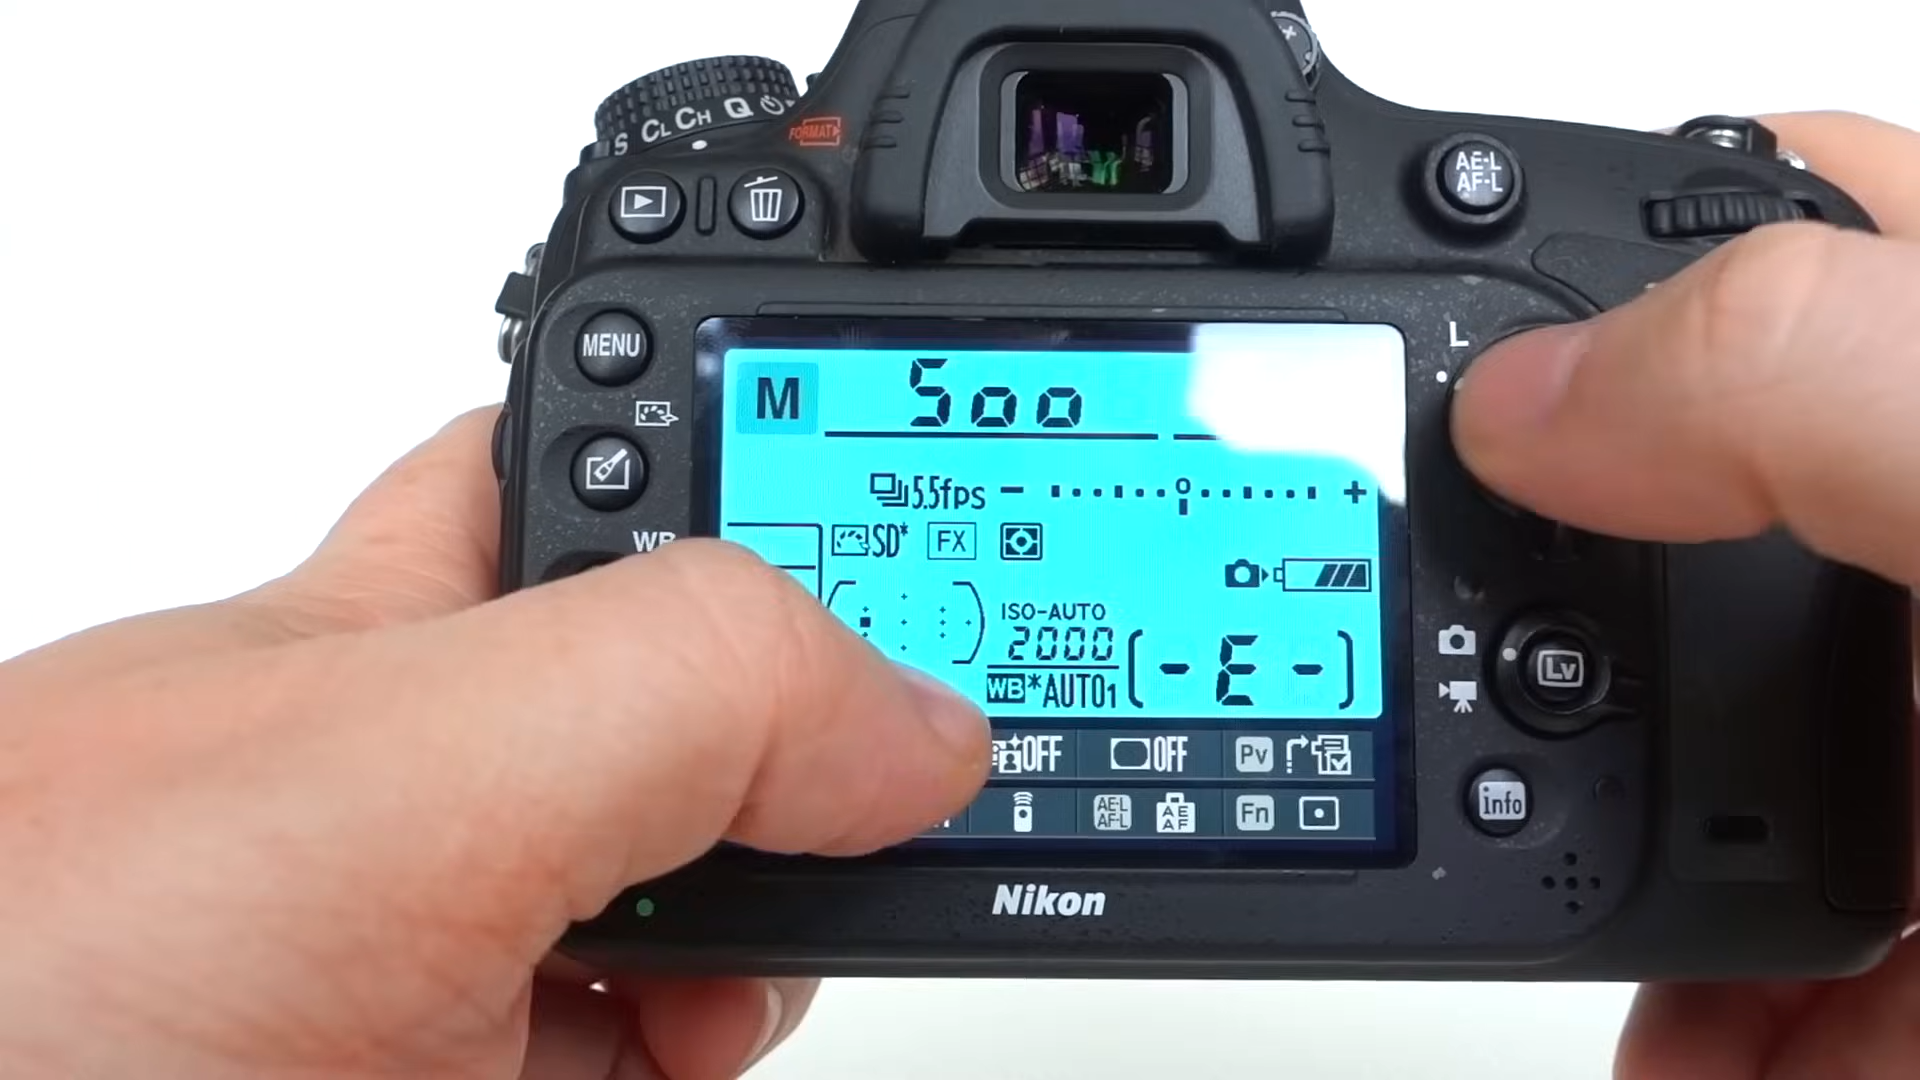 S CL CH Q
FORMAT
AE-L
AF-L
MENU
L
M 500
5.5fps − 0 +
SD* FX
ISO-AUTO
2000
WB *AUTO1 (- E -)
WB
OFF OFF Pv
AE-L
AF-L
AE
AF
Fn
Lv
info
Nikon